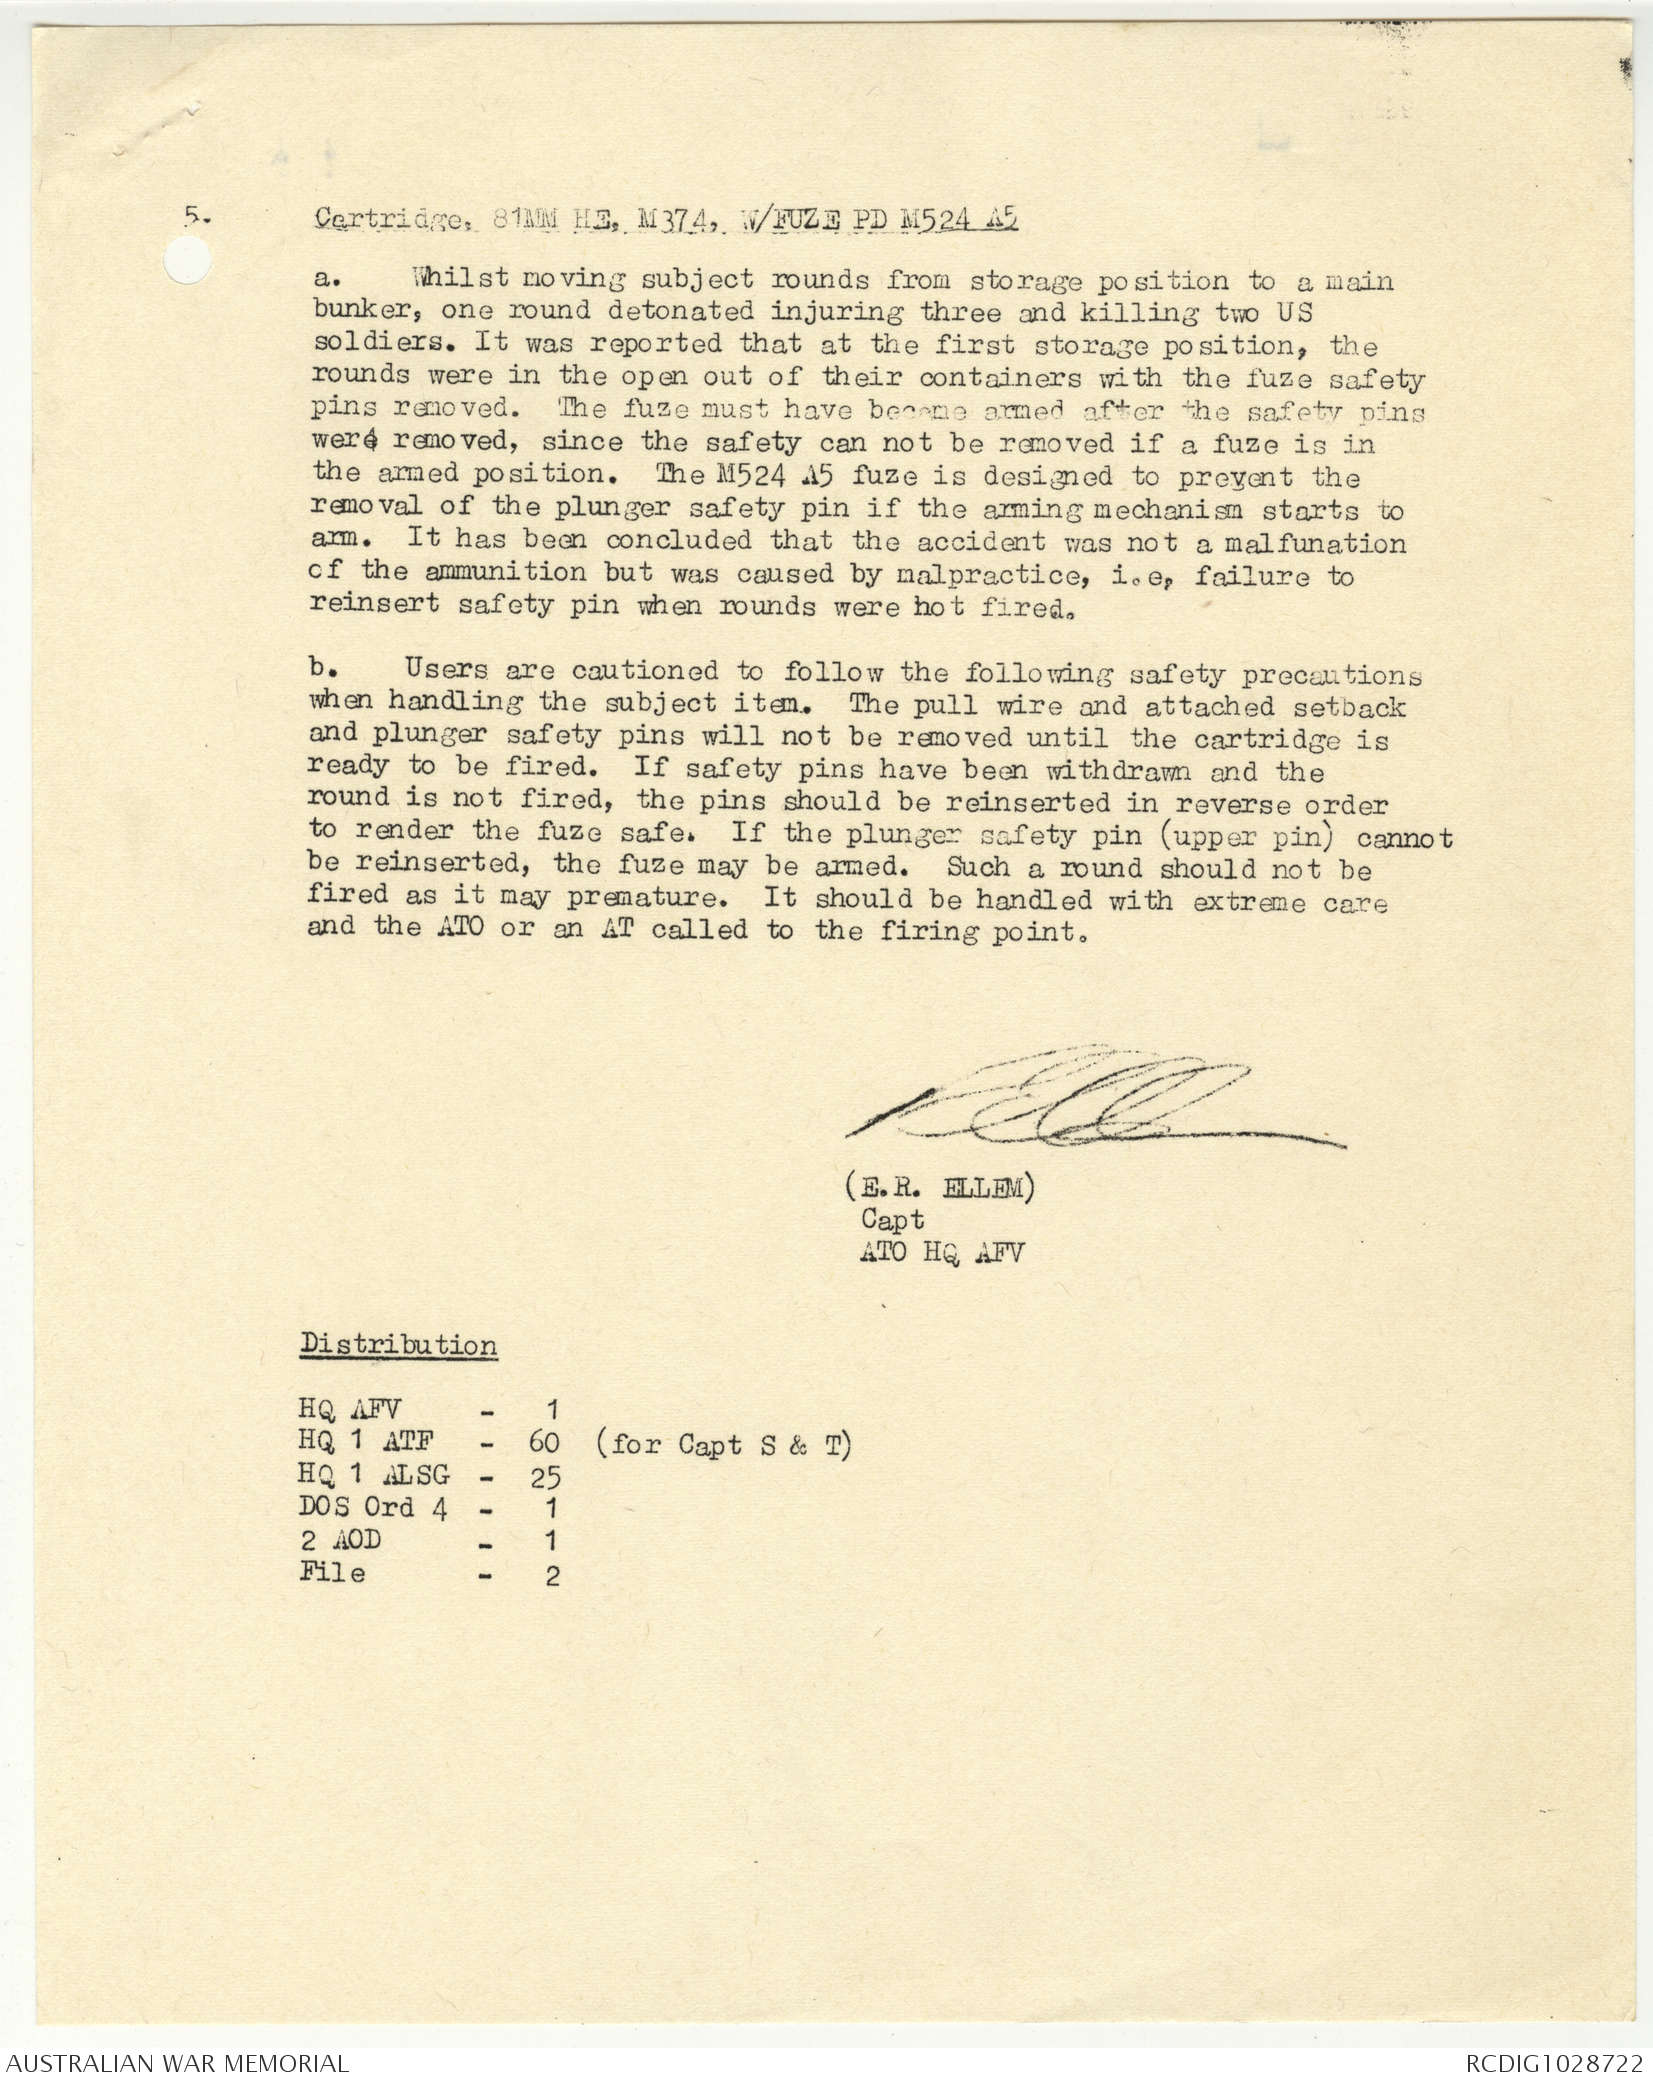 5. Cartridge, 81MM HE, M374, W/FUZE PD M524 A5
a. Whilst moving subject rounds from storage position to a main
bunker, one round detonated injuring three and killing two US
soldiers. It was reported that at the first storage position, the
rounds were in the open out of their containers with the fuze safety
pins removed. The fuze must have become armed after the safety pins
were removed, since the safety can not be removed if a fuze is in
the armed position. The M524 A5 fuze is designed to prevent the
removal of the plunger safety pin if the arming mechanism starts to
arm. It has been concluded that the accident was not a malfunation
of the ammunition but was caused by malpractice, i.e, failure to
reinsert safety pin when rounds were hot fired.
b. Users are cautioned to follow the following safety precautions
when handling the subject item. The pull wire and attached setback
and plunger safety pins will not be removed until the cartridge is
ready to be fired. If safety pins have been withdrawn and the
round is not fired, the pins should be reinserted in reverse order
to render the fuze safe. If the plunger safety pin (upper pin) cannot
be reinserted, the fuze may be armed. Such a round should not be
fired as it may premature. It should be handled with extreme care
and the ATO or an AT called to the firing point.
(E.R. ELLEM)
Capt
ATO HQ AFV
Distribution
HQ AFV - 1
HQ 1 ATF - 60 (for Capt S & T)
HQ 1 ALSG - 25
DOS Ord 4 - 1
2 AOD - 1
File - 2
AUSTRALIAN WAR MEMORIAL
RCDIG1028722